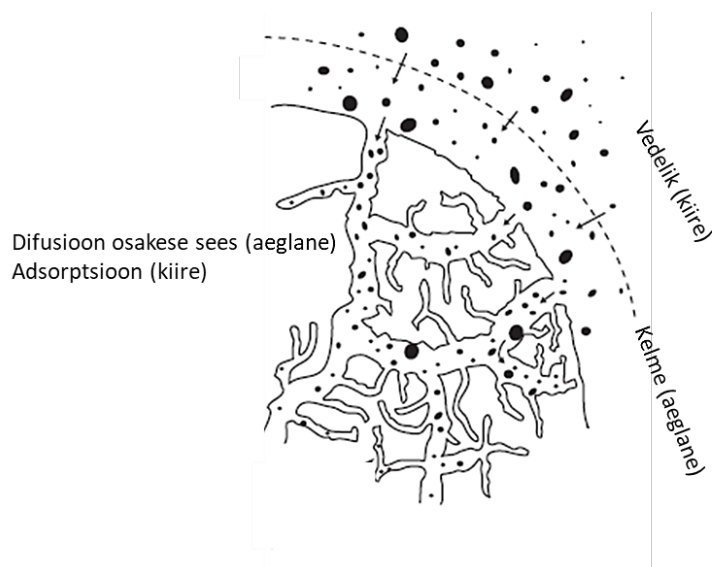 Difusioon osakese sees (aeglane)
Adsorptsioon (kiire)
Vedelik (kiire)
Kelme (aeglane)